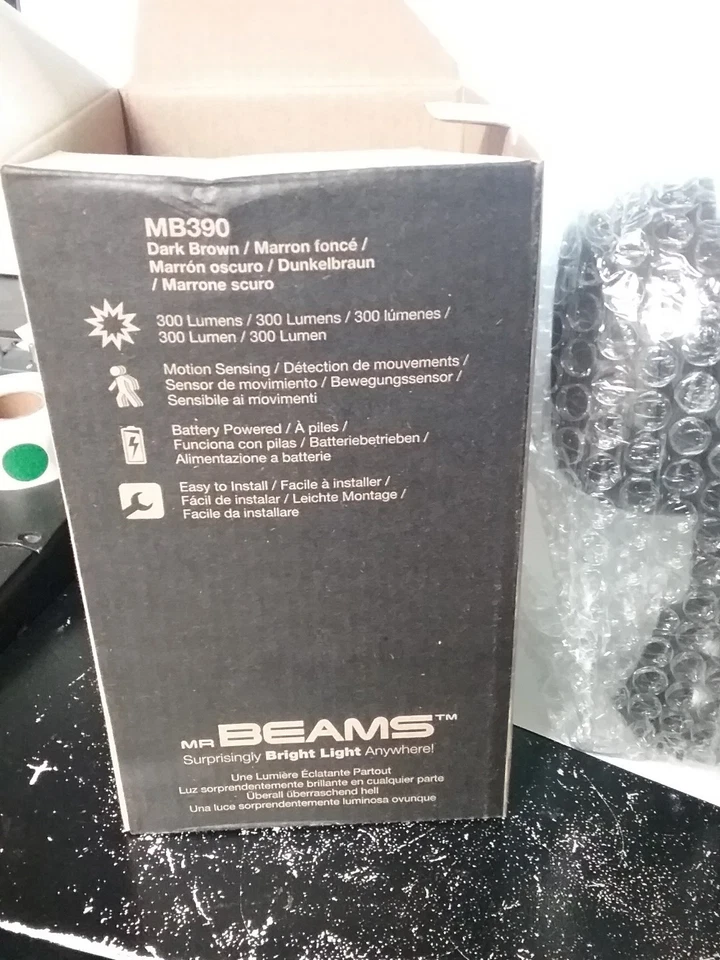 MB390
Dark Brown / Marron foncé /
Marrón oscuro / Dunkelbraun
/ Marrone scuro
300 Lumens / 300 Lumens / 300 lúmenes /
300 Lumen / 300 Lumen
Motion Sensing / Détection de mouvements /
Sensor de movimiento / Bewegungssensor /
Sensibile ai movimenti
Battery Powered / À piles /
Funciona con pilas / Batteriebetrieben /
Alimentazione a batterie
Easy to Install / Facile à installer /
Fácil de instalar / Leichte Montage /
Facile da installare
MR BEAMS™
Surprisingly Bright Light Anywhere!
Une Lumière Éclatante Partout
Luz sorprendentemente brillante en cualquier parte
Überall überraschend hell
Una luce sorprendentemente luminosa ovunque